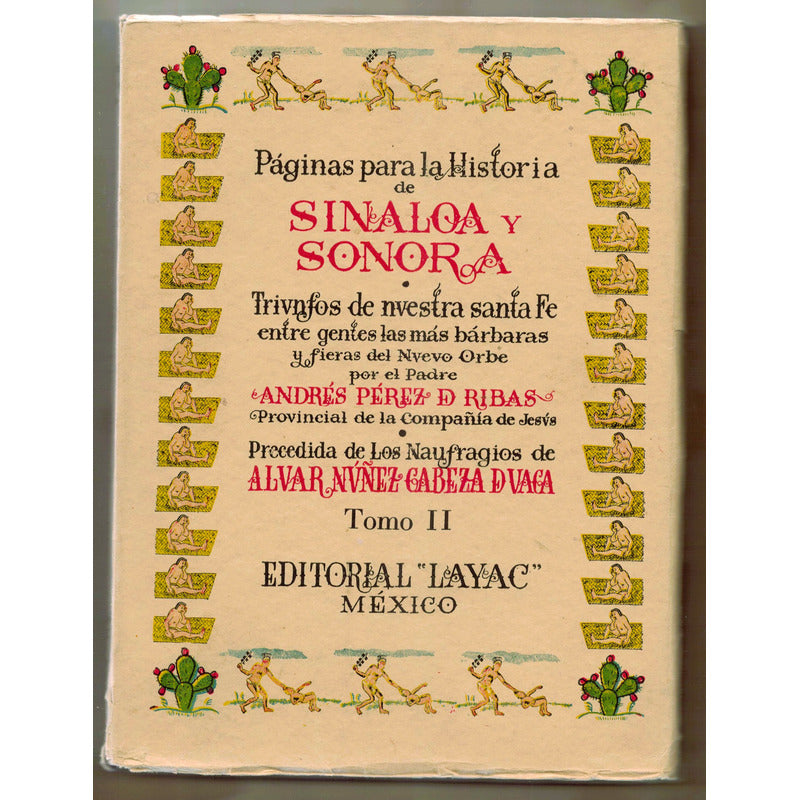 Páginas para la Historia
de
SINALOA Y
SONORA
Trivnfos de nvestra santa Fe
entre gentes las más bárbaras
y fieras del Nvevo Orbe
por el Padre
ANDRÉS PÉREZ D RIBAS
Provincial de la Compañía de Jesvs
Precedida de Los Naufragios de
ALVAR NVÑEZ CABEZA D VACA
Tomo II
EDITORIAL "LAYAC"
MÉXICO